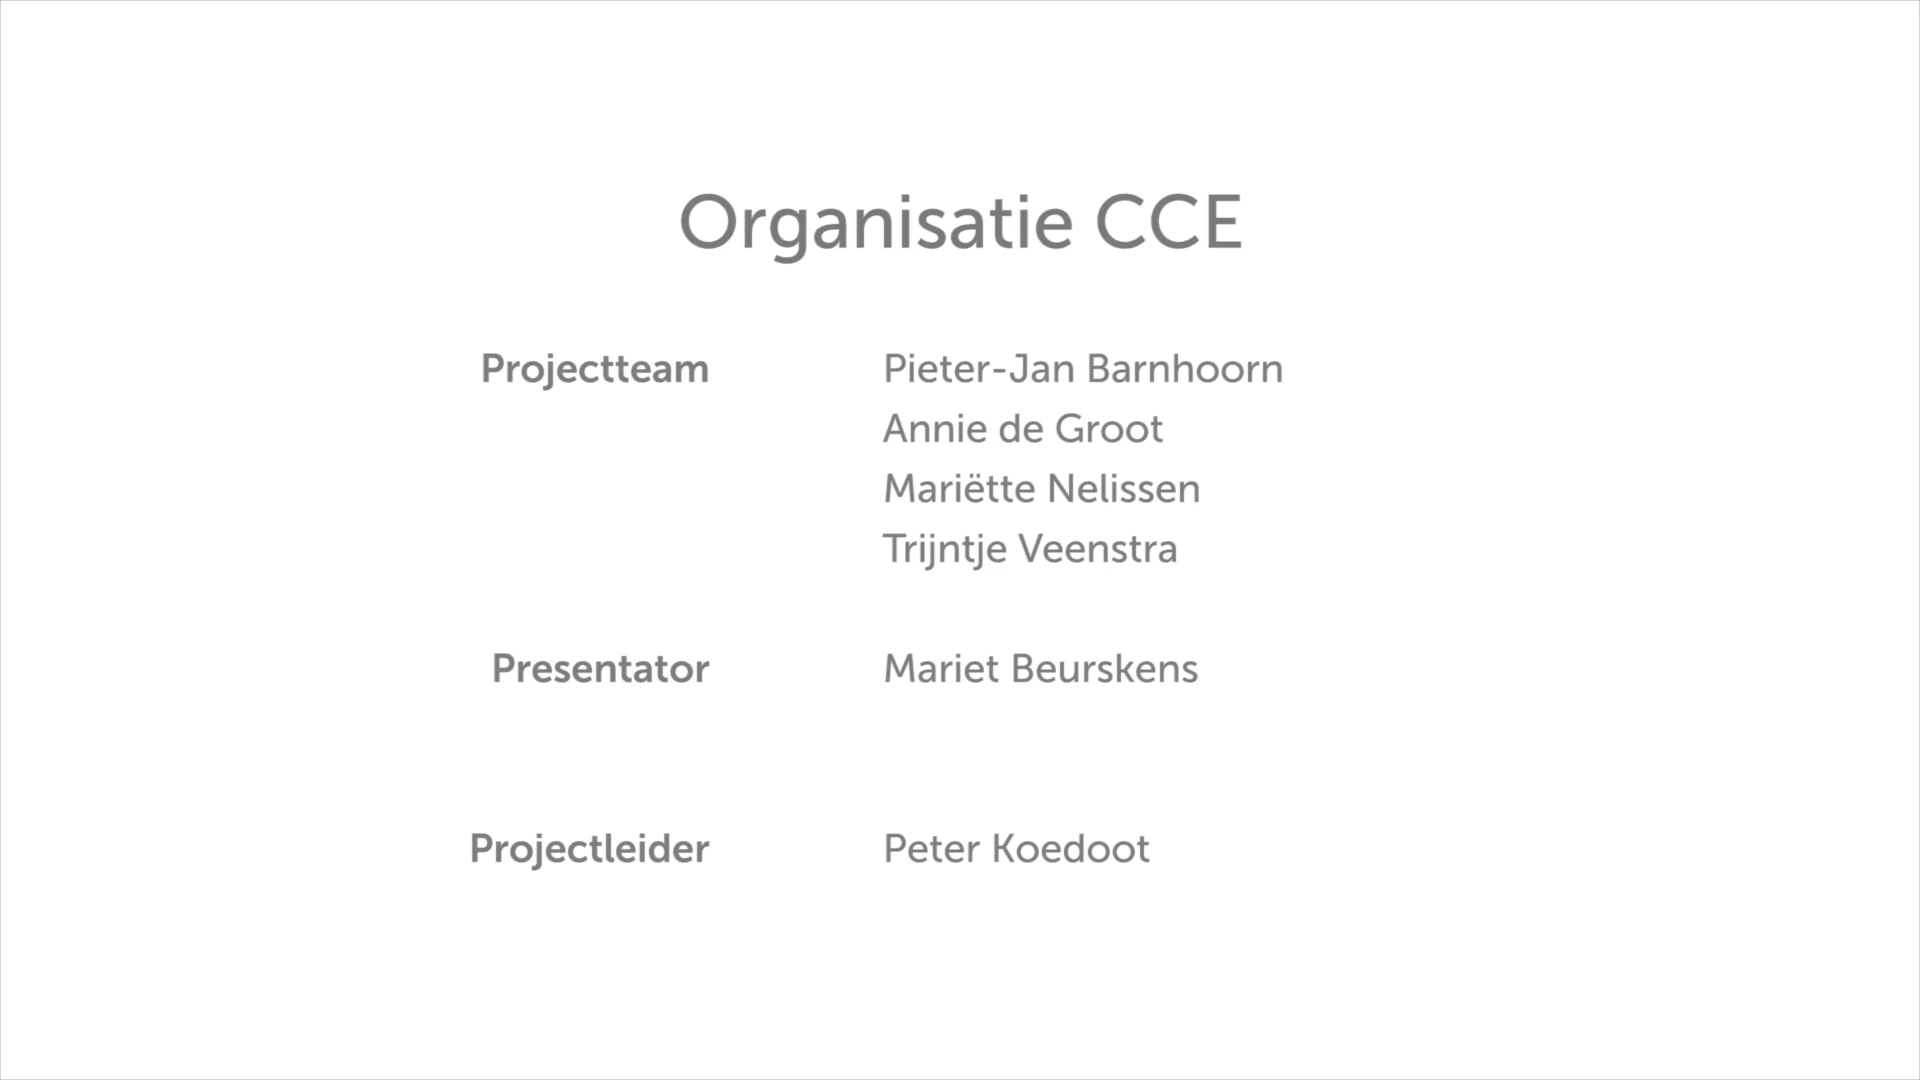 Organisatie CCE
Projectteam Pieter-Jan Barnhoorn
Annie de Groot
Mariëtte Nelissen
Trijntje Veenstra
Presentator Mariet Beurskens
Projectleider Peter Koedoot